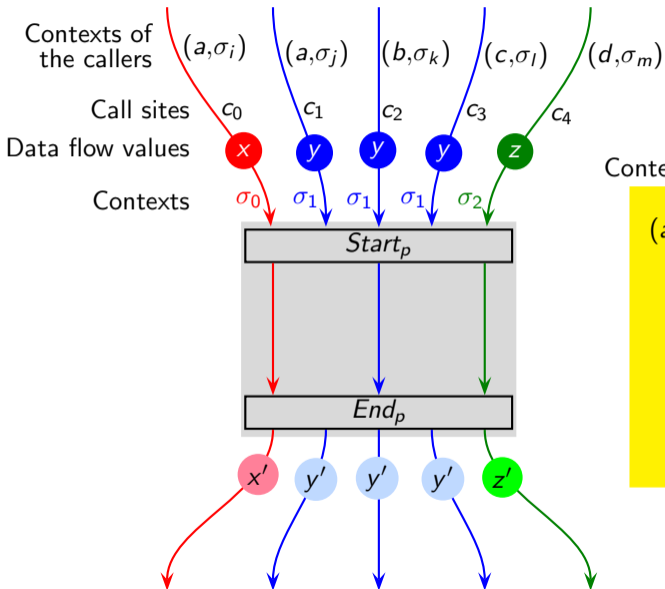 Contexts of
the callers
(a,σᵢ) (a,σⱼ) (b,σₖ) (c,σₗ) (d,σₘ)
Call sites c₀ c₁ c₂ c₃ c₄
Data flow values x y y y z
Conte
Contexts σ₀ σ₁ σ₁ σ₁ σ₂
(a
Startₚ
Endₚ
x′ y′ y′ y′ z′